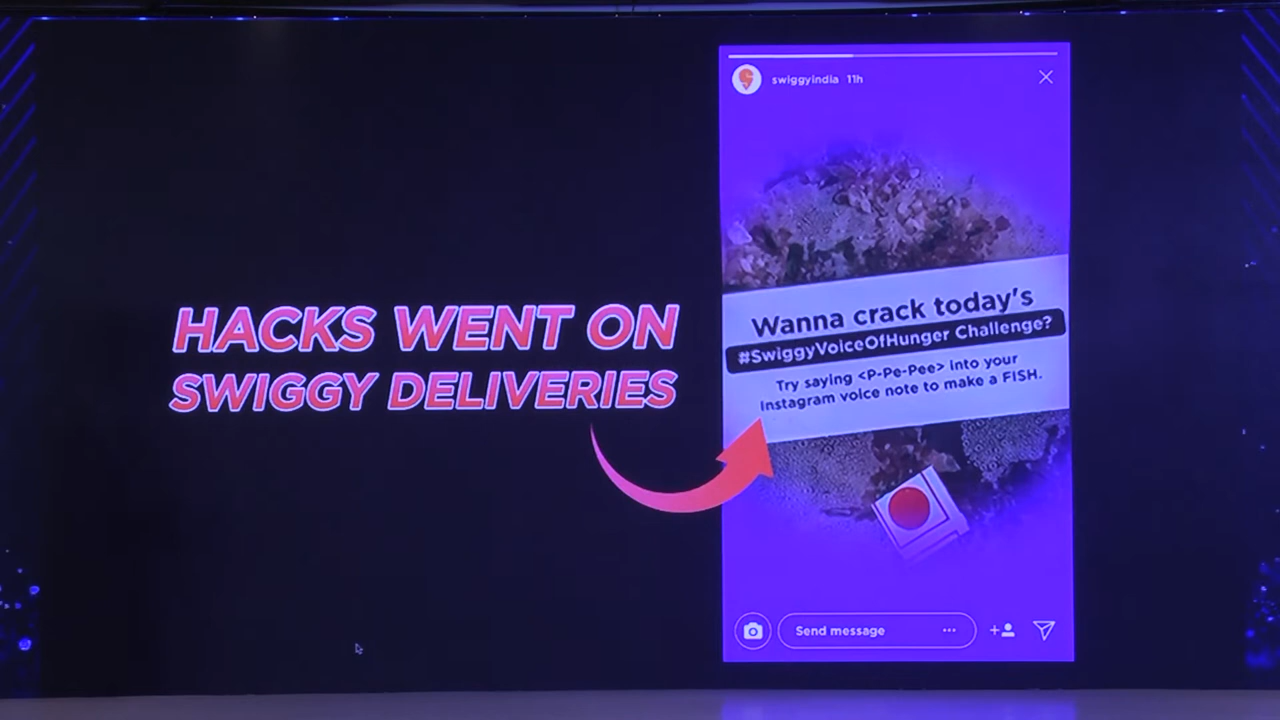 HACKS WENT ON
SWIGGY DELIVERIES
swiggyindia 11h
Wanna crack today's
#SwiggyVoiceOfHunger Challenge?
Try saying <P-Pe-Pee> into your
Instagram voice note to make a FISH.
Send message